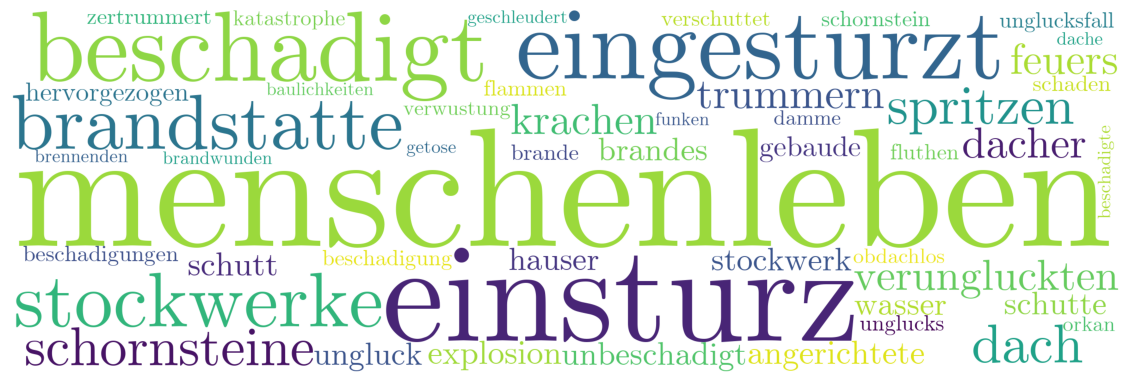 zertrummert katastrophe geschleudert verschuttet schornstein unglucksfall
beschadigt eingesturzt dache
feuers
hervorgezogen baulichkeiten flammen trummern schaden
brandstatte verwustung krachen funken damme spritzen
brennenden brandwunden getose brande brandes gebaude fluthen dacher beschadigte
menschenleben
beschadigungen schutt beschadigung hauser stockwerk obdachlos
stockwerke einsturz verungluckten
wasser schutte
unglucks orkan
schornsteine ungluck explosion unbeschadigt angerichtete dach